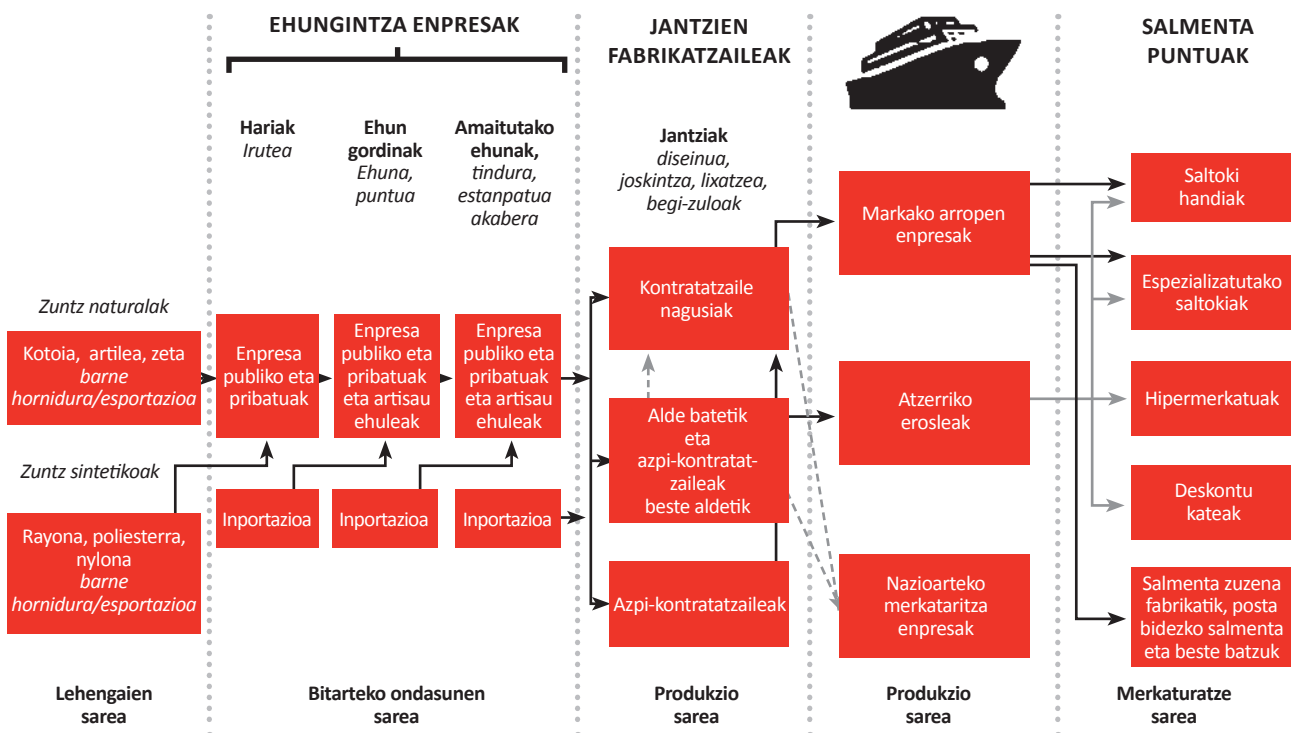 EHUNGINTZA ENPRESAK
JANTZIEN
FABRIKATZAILEAK
SALMENTA
PUNTUAK
Hariak
Irutea
Ehun
gordinak
Ehuna,
puntua
Amaitutako
ehunak,
tindura,
estanpatua
akabera
Jantziak
diseinua,
joskintza, lixatzea,
begi-zuloak
Zuntz naturalak
Kotoia, artilea, zeta
barne
hornidura/esportazioa
Zuntz sintetikoak
Rayona, poliesterra,
nylona
barne
hornidura/esportazioa
Enpresa
publiko eta
pribatuak
Enpresa
publiko eta
pribatuak
eta artisau
ehuleak
Enpresa
publiko eta
pribatuak
eta artisau
ehuleak
Inportazioa
Inportazioa
Inportazioa
Kontratatzaile
nagusiak
Alde batetik
eta
azpi-kontratat-
zaileak
beste aldetik
Azpi-kontratatzaileak
Markako arropen
enpresak
Atzerriko
erosleak
Nazioarteko
merkataritza
enpresak
Saltoki
handiak
Espezializatutako
saltokiak
Hipermerkatuak
Deskontu
kateak
Salmenta zuzena
fabrikatik, posta
bidezko salmenta
eta beste batzuk
Lehengaien
sarea
Bitarteko ondasunen
sarea
Produkzio
sarea
Produkzio
sarea
Merkaturatze
sarea